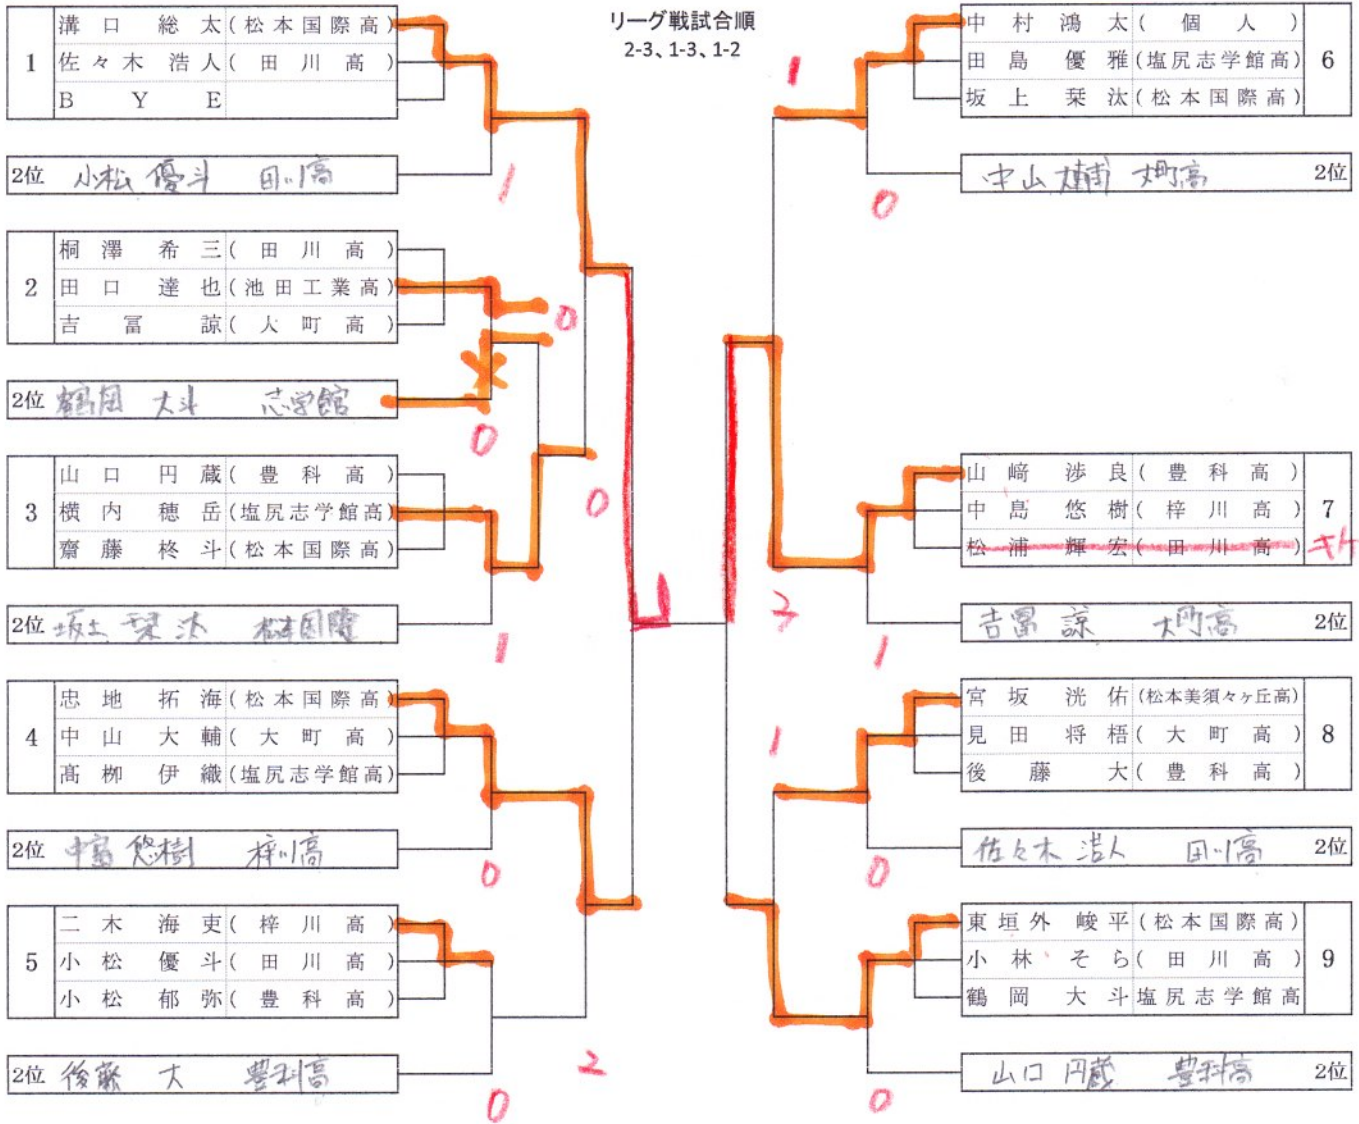 リーグ戦試合順
2-3、1-3、1-2
1
溝口 総太(松本国際高)
佐々木浩人(田川高)
BYE
2位 小松 優斗 田川高
2
桐澤希三(田川高)
田口達也(池田工業高)
吉冨諒(大町高)
2位 鶴岡 大斗 志学館
3
山口円蔵(豊科高)
横内穂岳(塩尻志学館高)
齋藤柊斗(松本国際高)
2位 坂上 栞汰 松本国際
4
忠地拓海(松本国際高)
中山大輔(大町高)
髙栁伊織(塩尻志学館高)
2位 中島 悠樹 梓川高
5
二木海吏(梓川高)
小松優斗(田川高)
小松郁弥(豊科高)
2位 後藤 大 豊科高
1
0
0
0
1
0
2
0
中村鴻太(個人)
田島優雅(塩尻志学館高)
坂上栞汰(松本国際高)
6
中山 大輔 大町高 2位
山﨑渉良(豊科高)
中島悠樹(梓川高)
松浦輝宏(田川高)
7
キケ
吉冨 諒 大町高 2位
宮坂洸佑(松本美須々ヶ丘高)
見田将梧(大町高)
後藤大(豊科高)
8
佐々木 浩人 田川高 2位
東垣外峻平(松本国際高)
小林そら(田川高)
鶴岡大斗塩尻志学館高
9
山口 円蔵 豊科高 2位
1
0
3
1
1
0
0